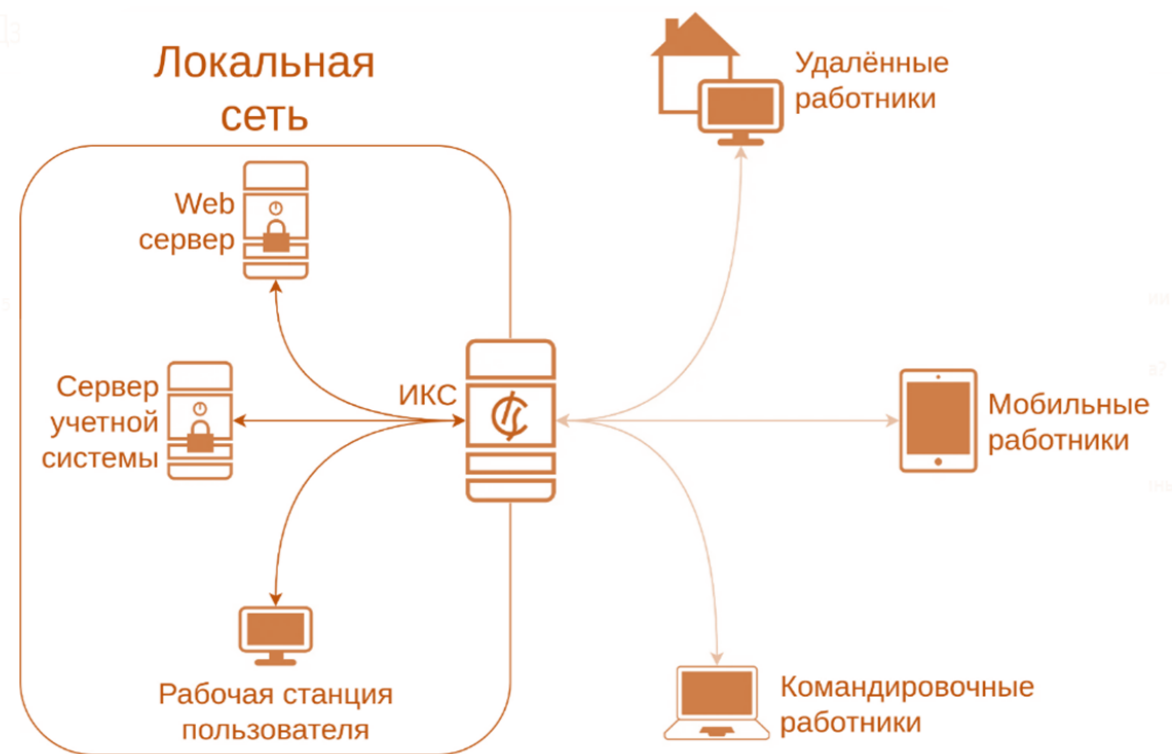 Локальная
сеть
Web
сервер
Сервер
учетной
системы
ИКС
Рабочая станция
пользователя
Удалённые
работники
Мобильные
работники
Командировочные
работники